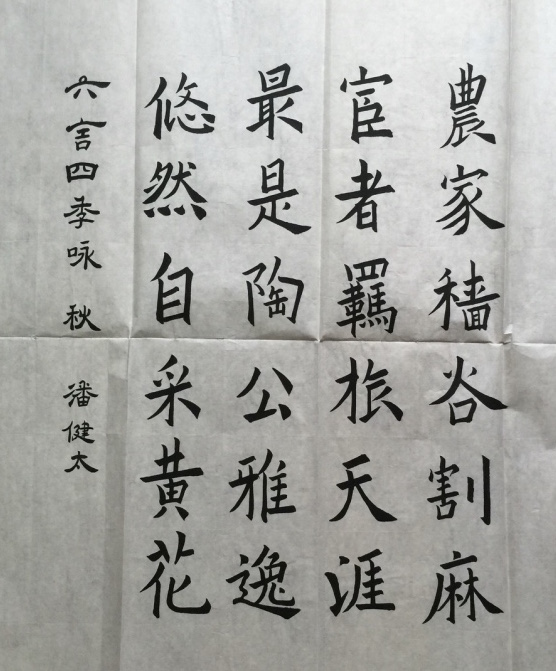 農家穑谷割麻
宦者羈旅天涯
最是陶公雅逸
悠然自采黄花
六言四季咏 秋 潘健太